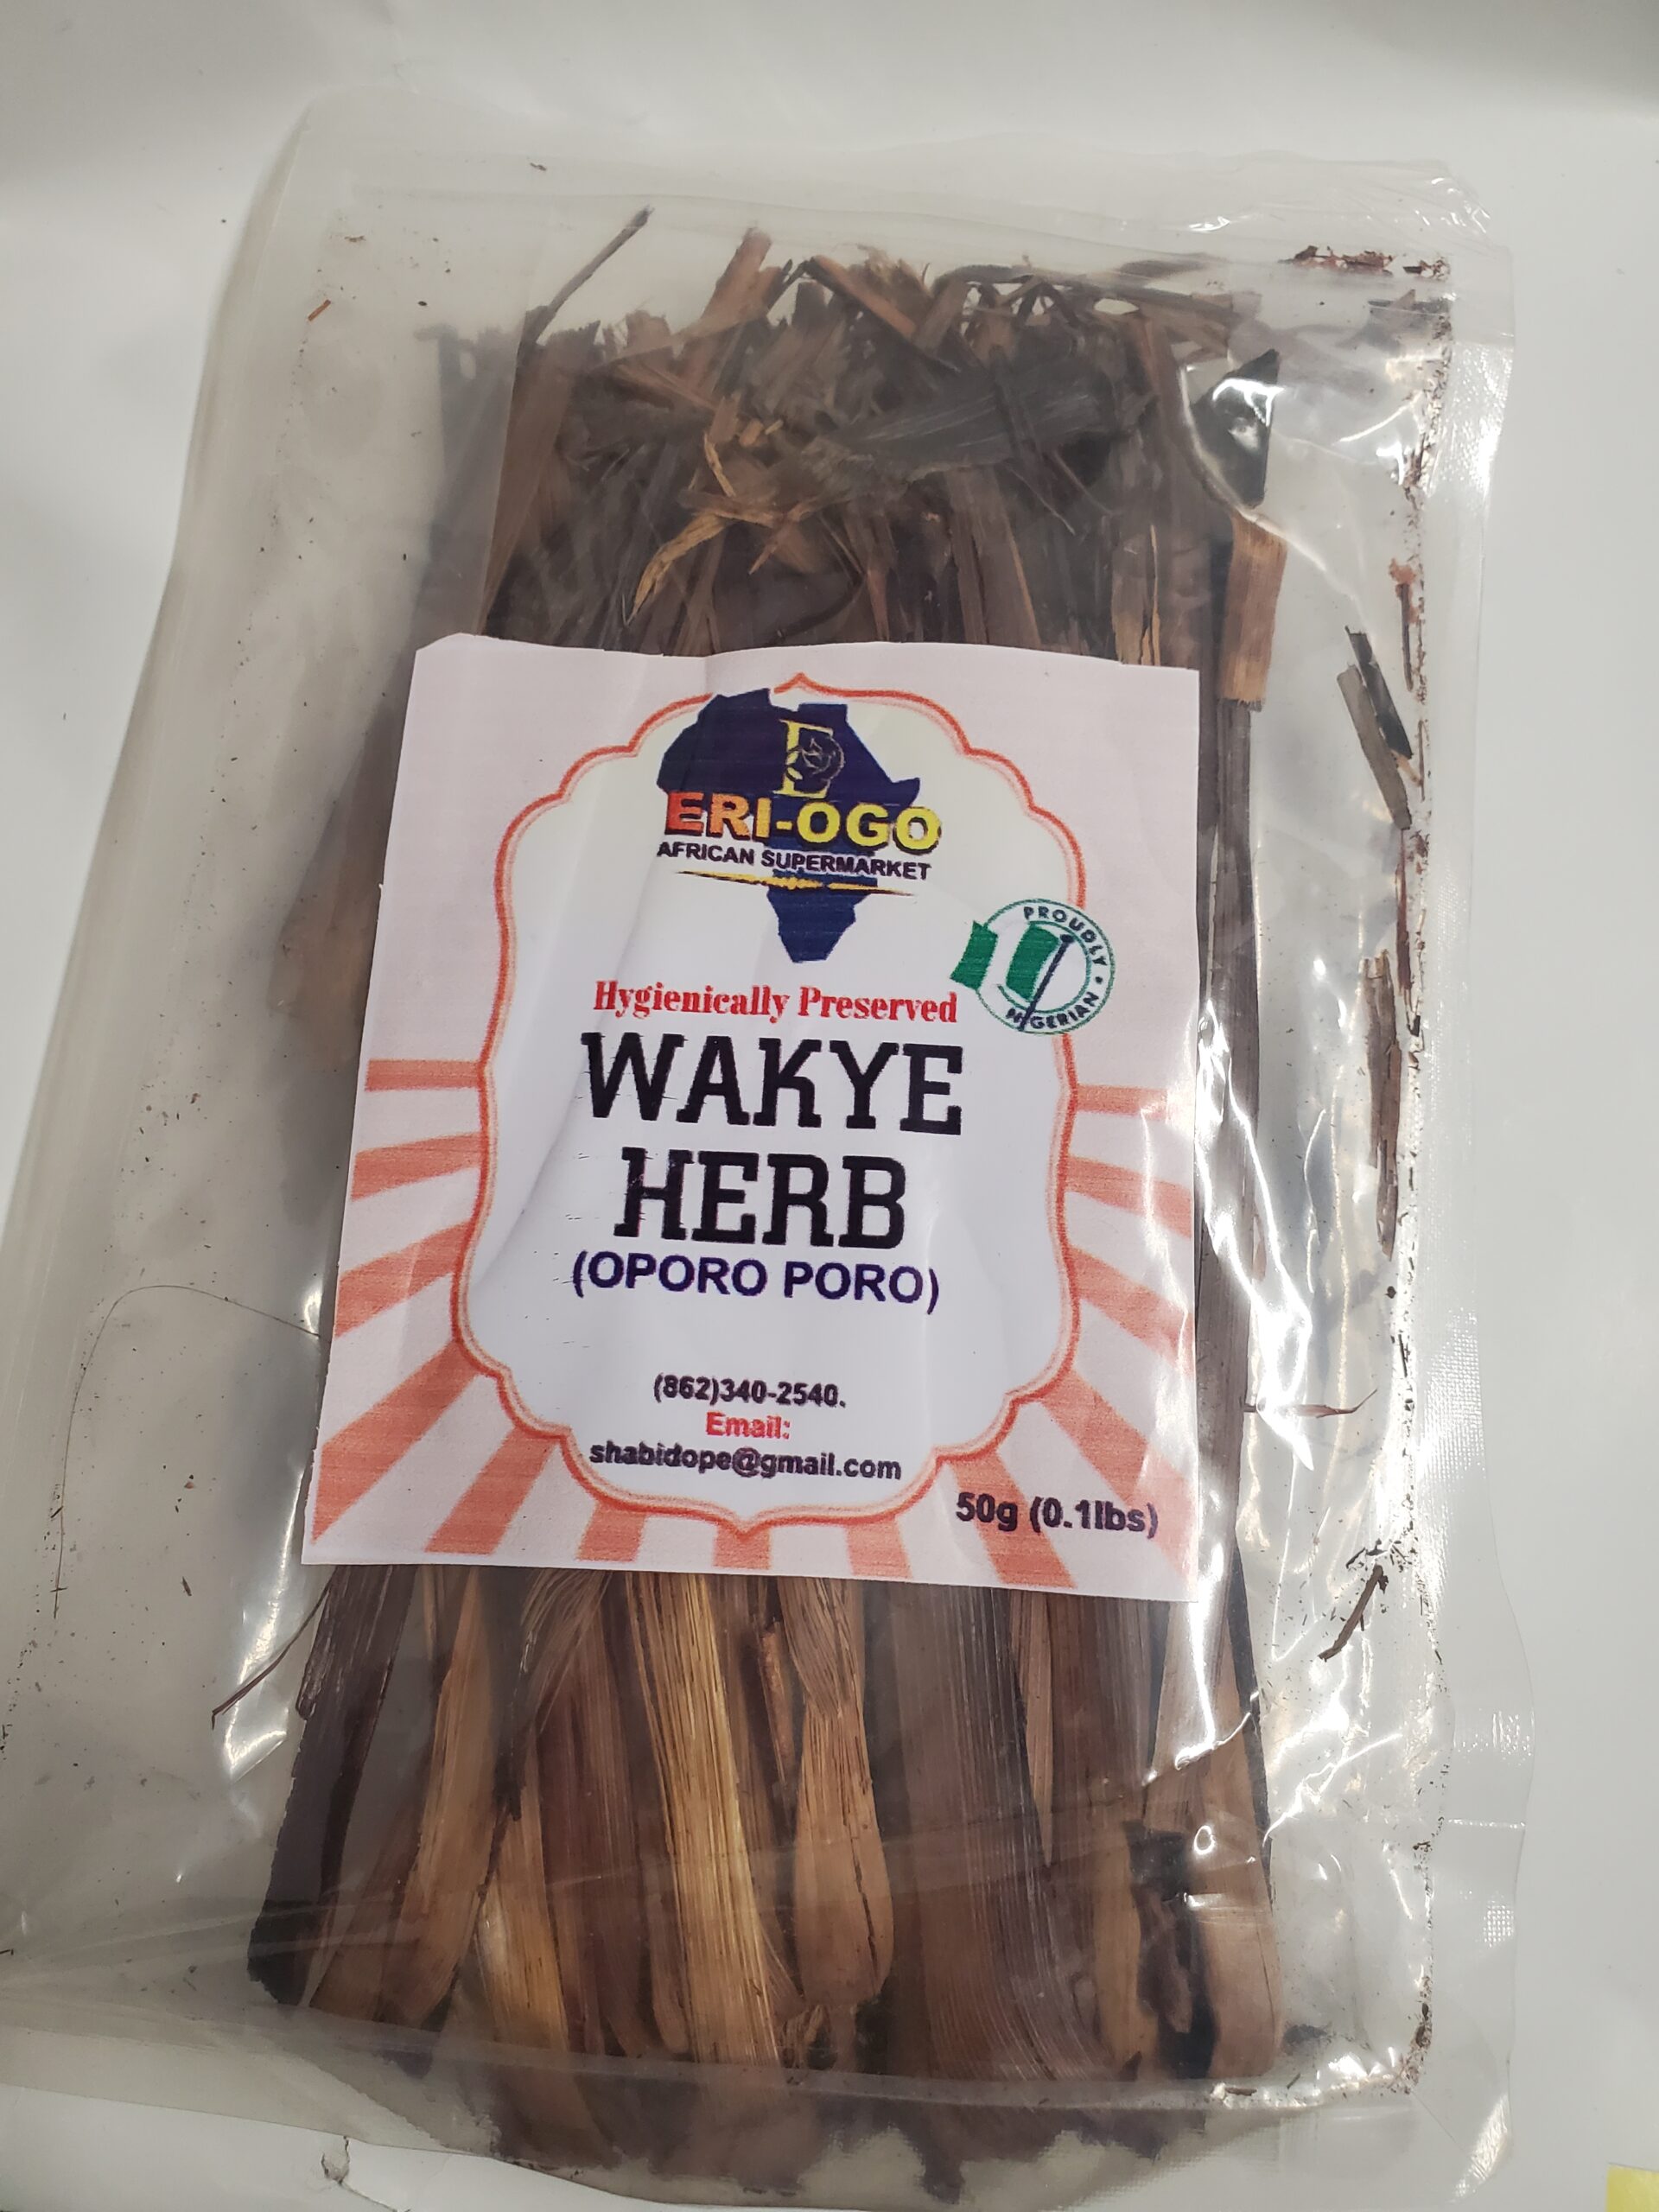 E
ERI-OGO
AFRICAN SUPERMARKET
PROUDLY • NIGERIAN
Hygienically Preserved
WAKYE
HERB
(OPORO PORO)
(862)340-2540.
Email:
shabidope@gmail.com
50g (0.1lbs)